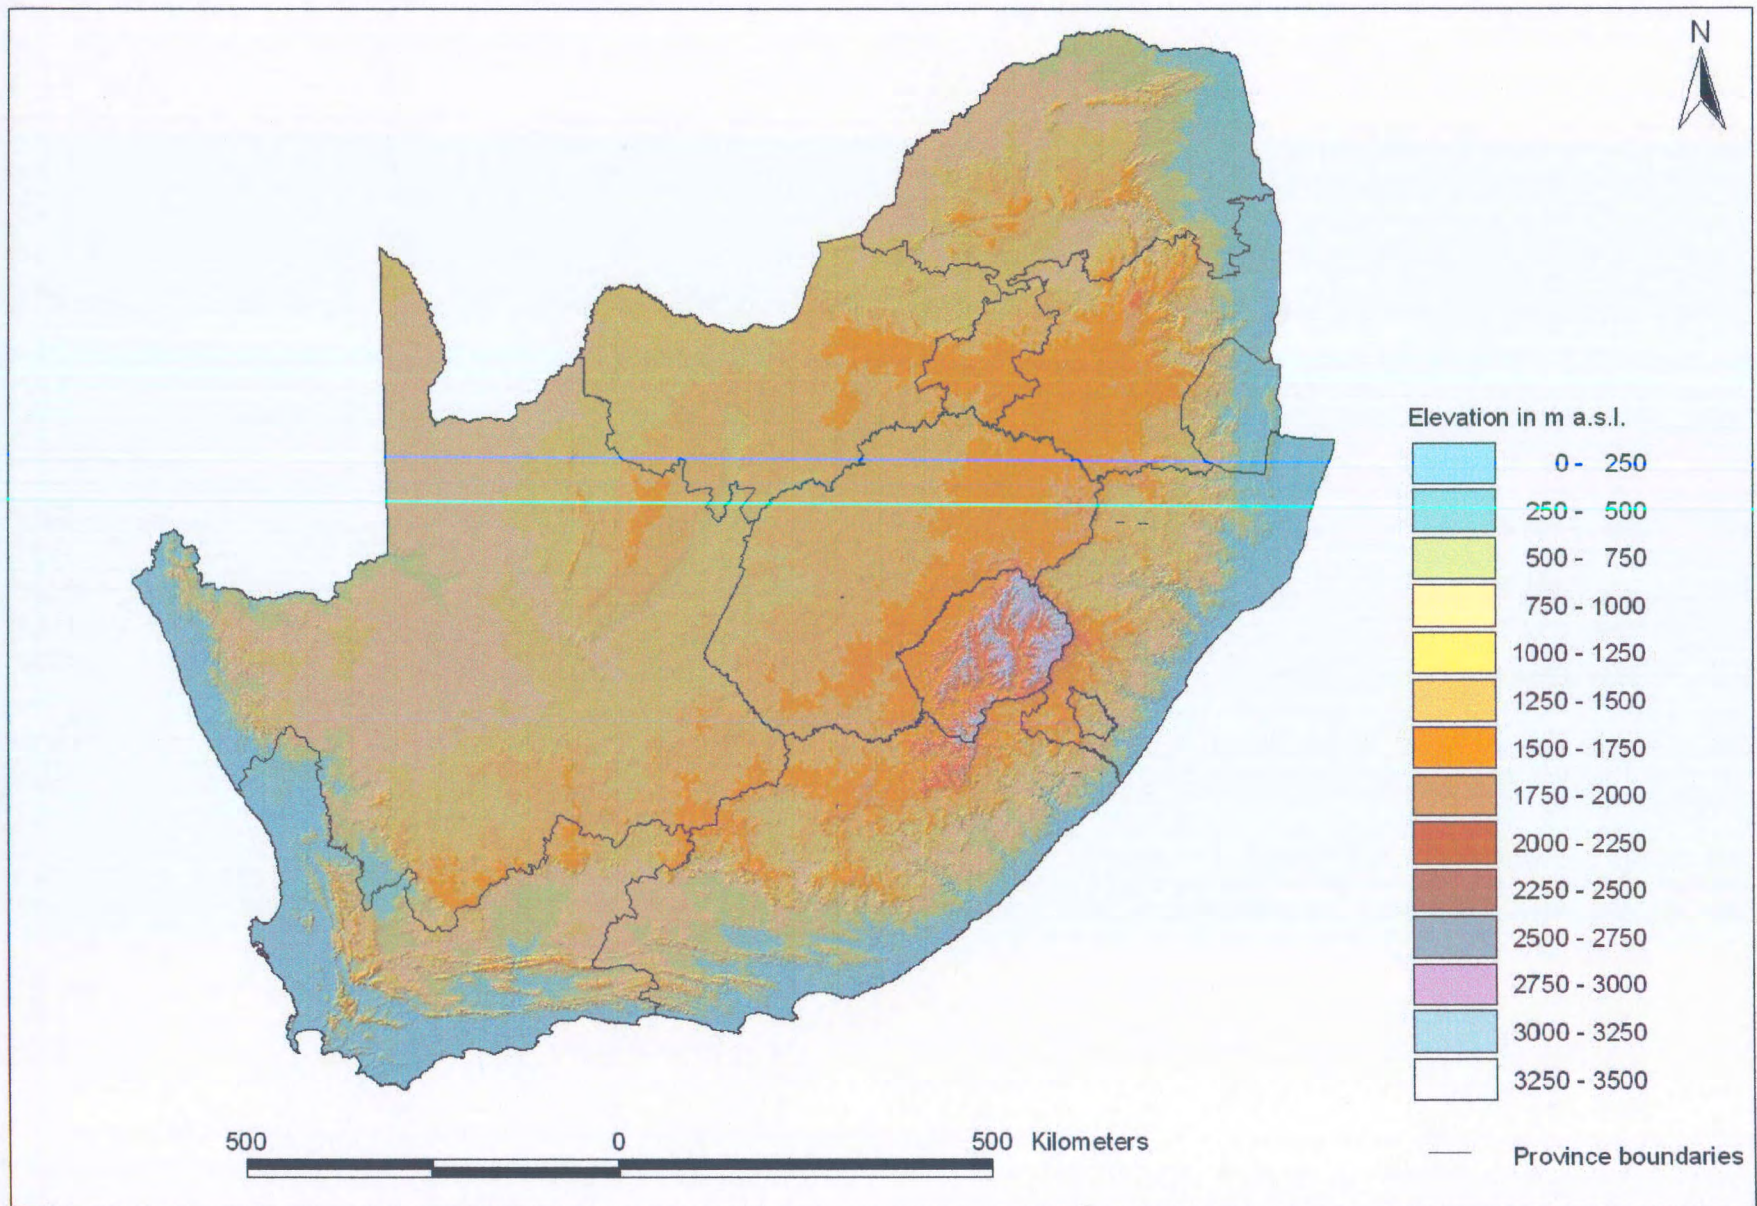 N
Elevation in m a.s.l.
0 - 250
250 - 500
500 - 750
750 - 1000
1000 - 1250
1250 - 1500
1500 - 1750
1750 - 2000
2000 - 2250
2250 - 2500
2500 - 2750
2750 - 3000
3000 - 3250
3250 - 3500
500 0 500 Kilometers
Province boundaries